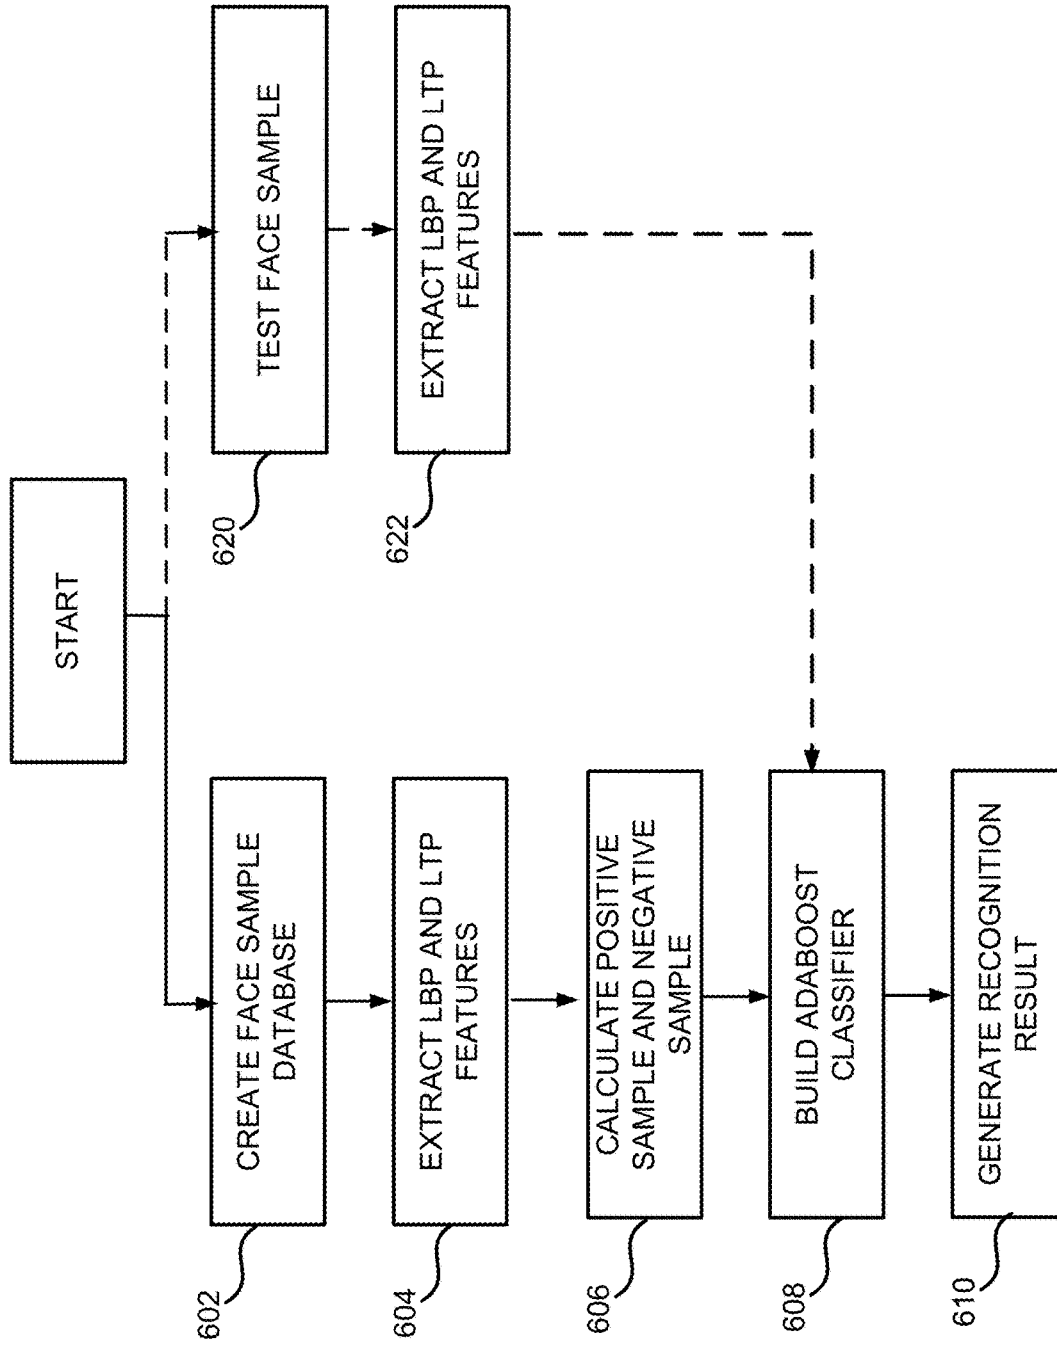 START
602
CREATE FACE SAMPLE
DATABASE
604
EXTRACT LBP AND LTP
FEATURES
606
CALCULATE POSITIVE
SAMPLE AND NEGATIVE
SAMPLE
608
BUILD ADABOOST
CLASSIFIER
610
GENERATE RECOGNITION
RESULT
620
TEST FACE SAMPLE
622
EXTRACT LBP AND LTP
FEATURES